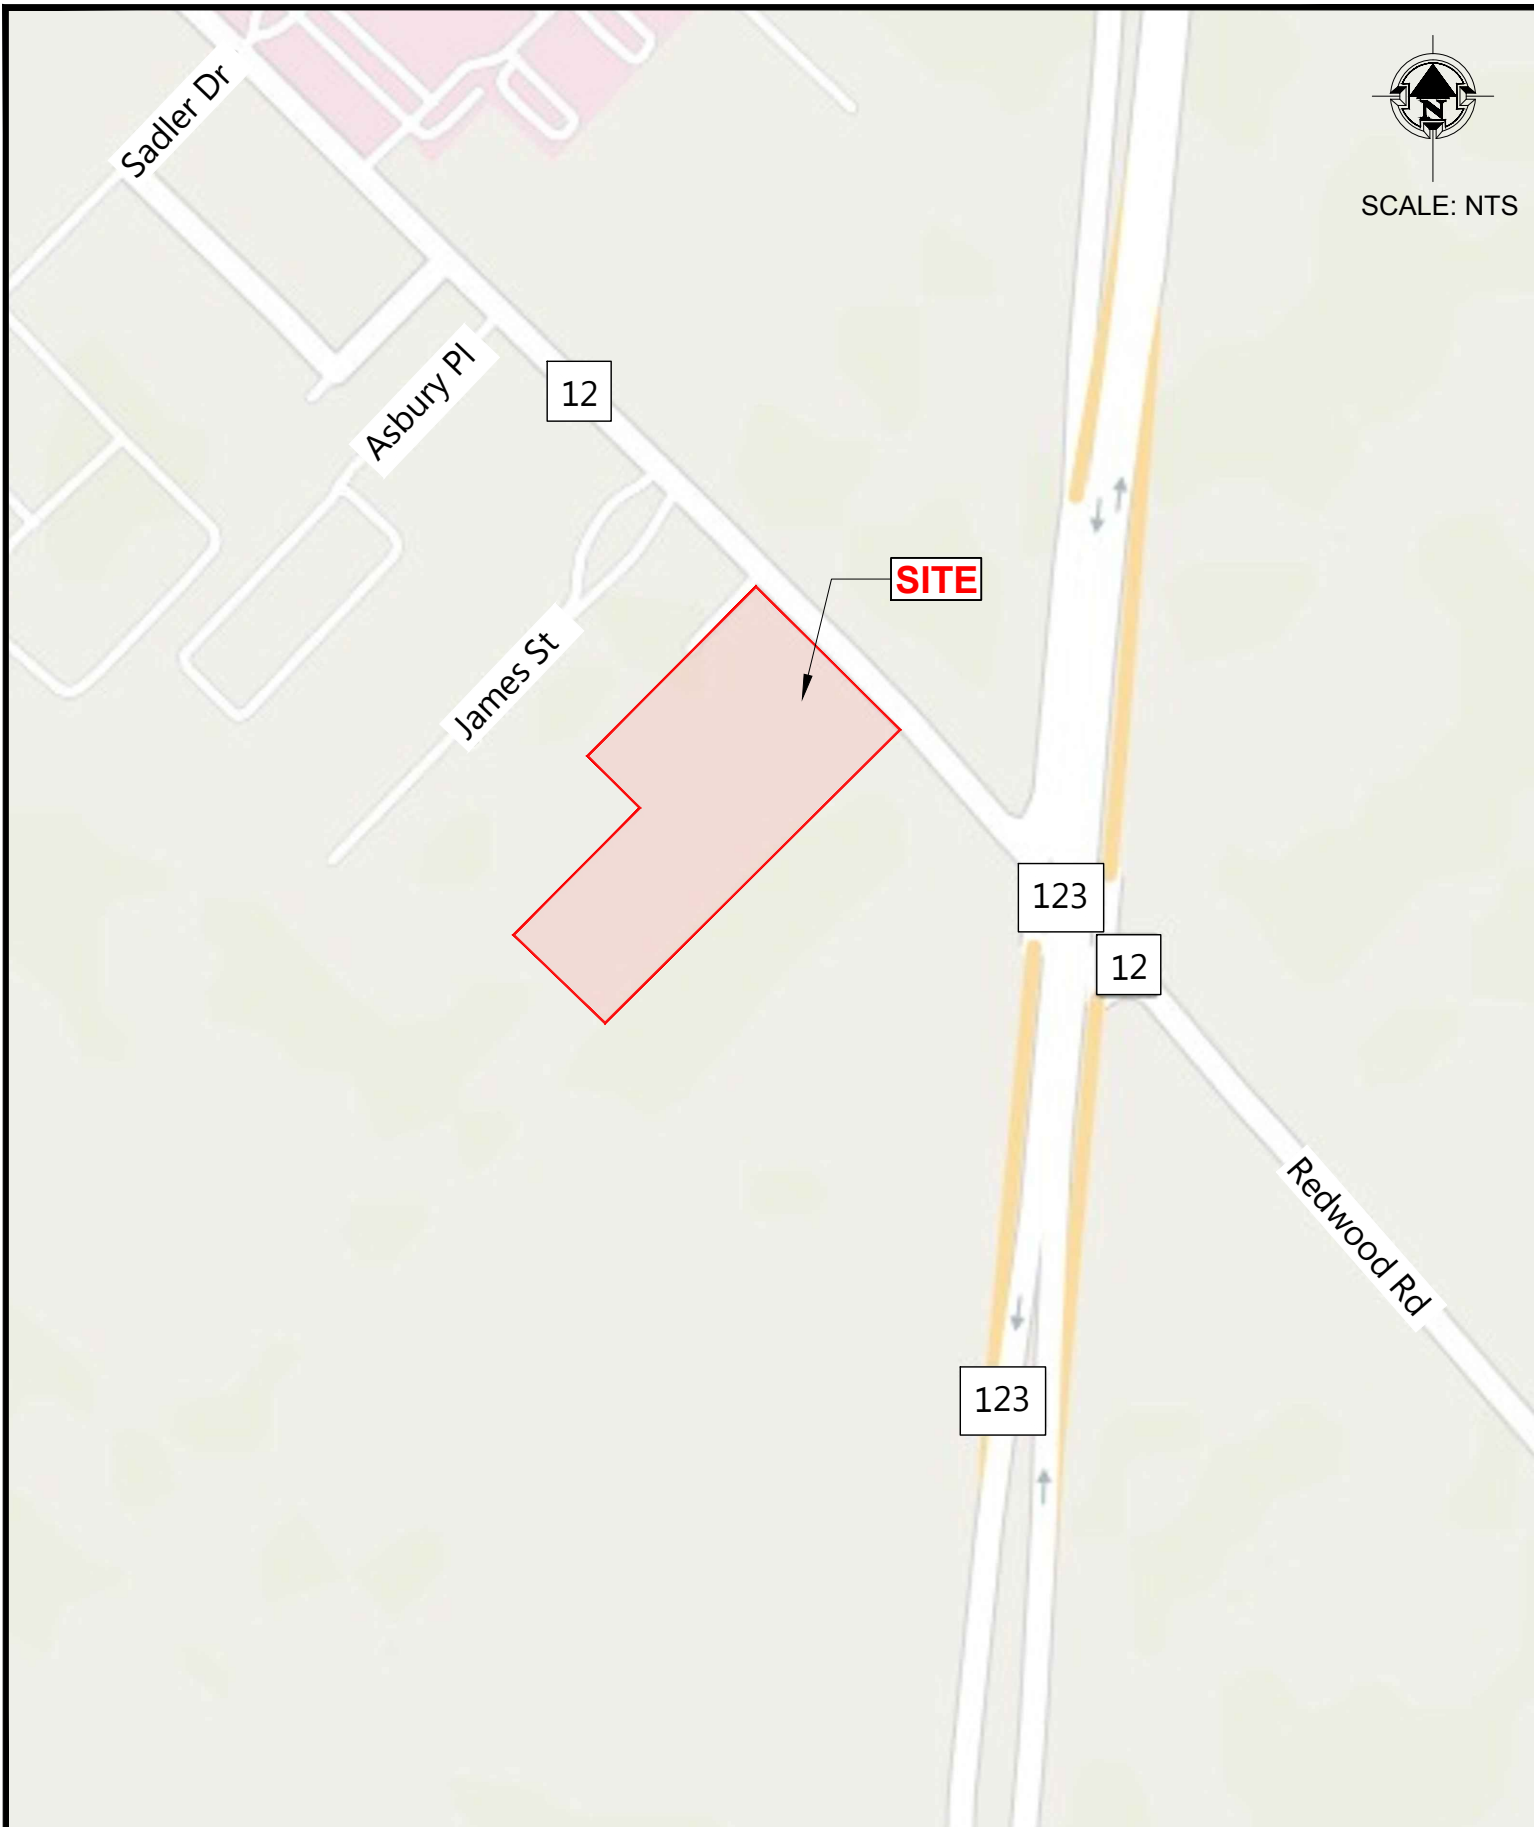 Sadler Dr
N
SCALE: NTS
Asbury Pl
12
SITE
James St
123
12
Redwood Rd
123